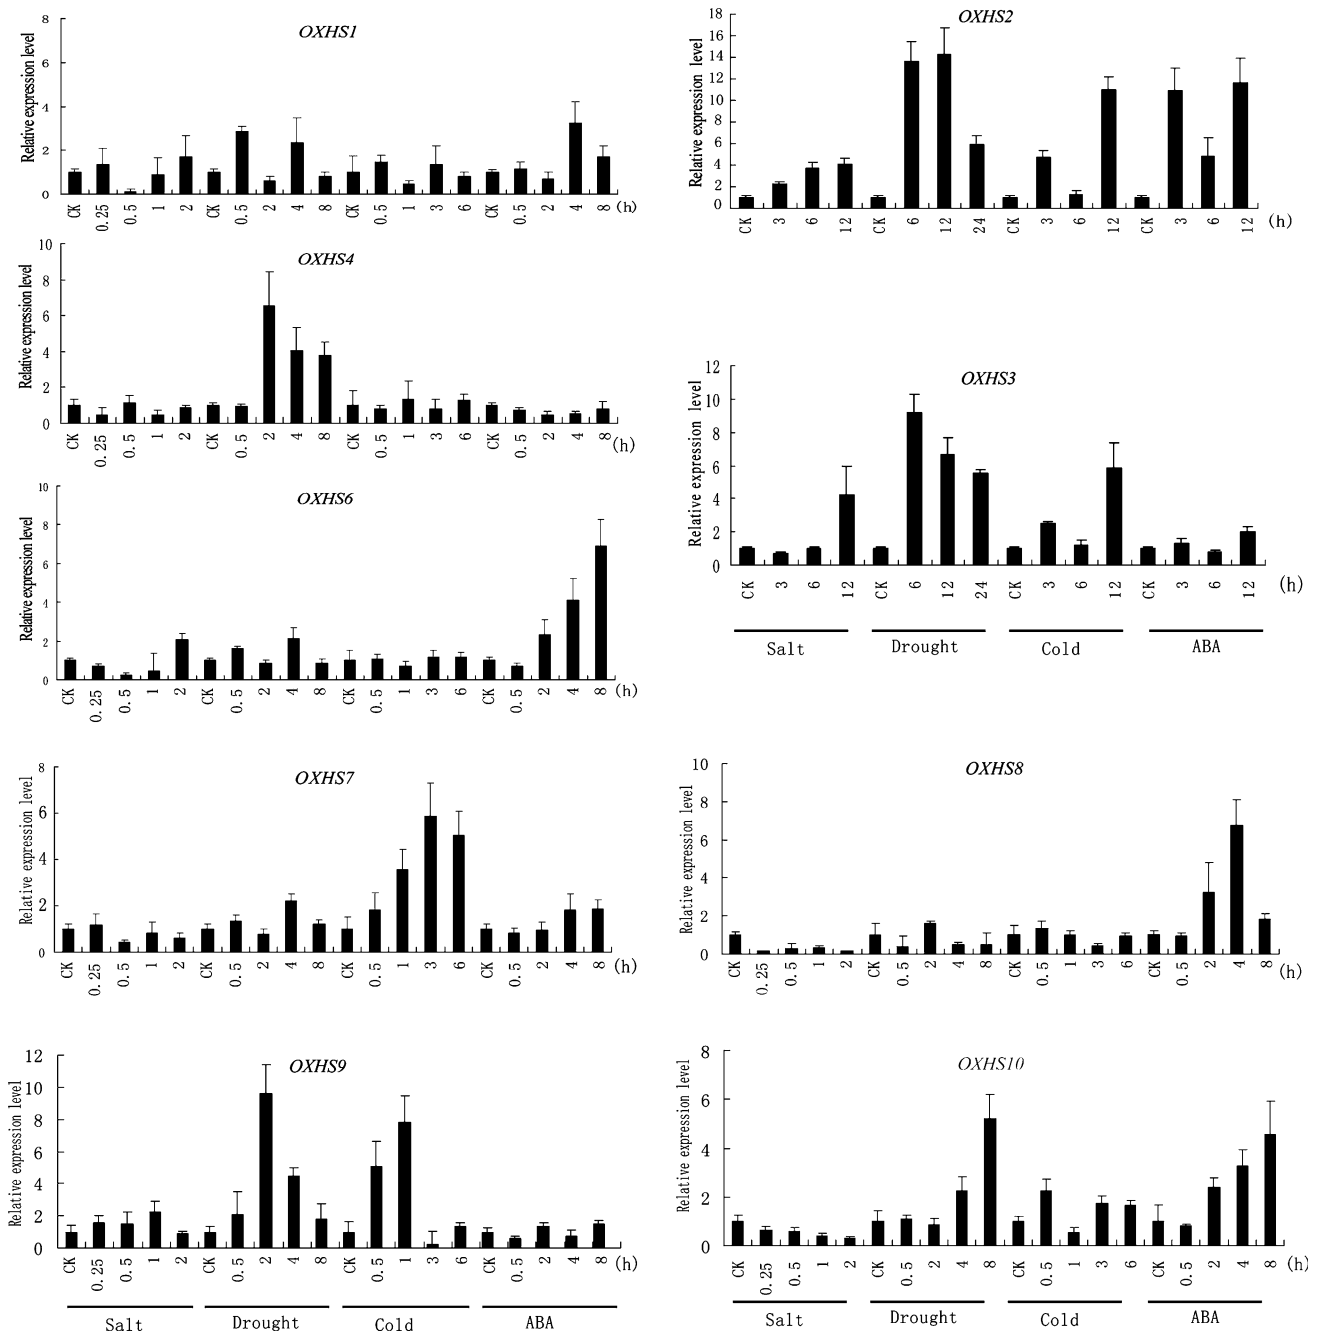 OXHS1
Relative expression level
8
6
4
2
0
CK 0.25 0.5 1 2 CK 0.5 2 4 8 CK 0.5 1 3 6 CK 0.5 2 4 8 (h)
OXHS2
Relative expression level
18
16
14
12
10
8
6
4
2
0
CK 3 6 12 CK 6 12 24 CK 3 6 12 CK 3 6 12 (h)
OXHS4
Relative expression level
10
8
6
4
2
0
CK 0.25 0.5 1 2 CK 0.5 2 4 8 CK 0.5 1 3 6 CK 0.5 2 4 8 (h)
OXHS3
Relative expression level
12
10
8
6
4
2
0
CK 3 6 12 CK 6 12 24 CK 3 6 12 CK 3 6 12 (h)
Salt Drought Cold ABA
OXHS6
Relative expression level
10
8
6
4
2
0
CK 0.25 0.5 1 2 CK 0.5 2 4 8 CK 0.5 1 3 6 CK 0.5 2 4 8 (h)
OXHS7
Relative expression level
8
6
4
2
0
CK 0.25 0.5 1 2 CK 0.5 2 4 8 CK 0.5 1 3 6 CK 0.5 2 4 8 (h)
OXHS8
Relative expression level
10
8
6
4
2
0
CK 0.25 0.5 1 2 CK 0.5 2 4 8 CK 0.5 1 3 6 CK 0.5 2 4 8 (h)
OXHS9
Relative expression level
12
10
8
6
4
2
0
CK 0.25 0.5 1 2 CK 0.5 2 4 8 CK 0.5 1 3 6 CK 0.5 2 4 8 (h)
Salt Drought Cold ABA
OXHS10
Relative expression level
8
6
4
2
0
CK 0.25 0.5 1 2 CK 0.5 2 4 8 CK 0.5 1 3 6 CK 0.5 2 4 8 (h)
Salt Drought Cold ABA